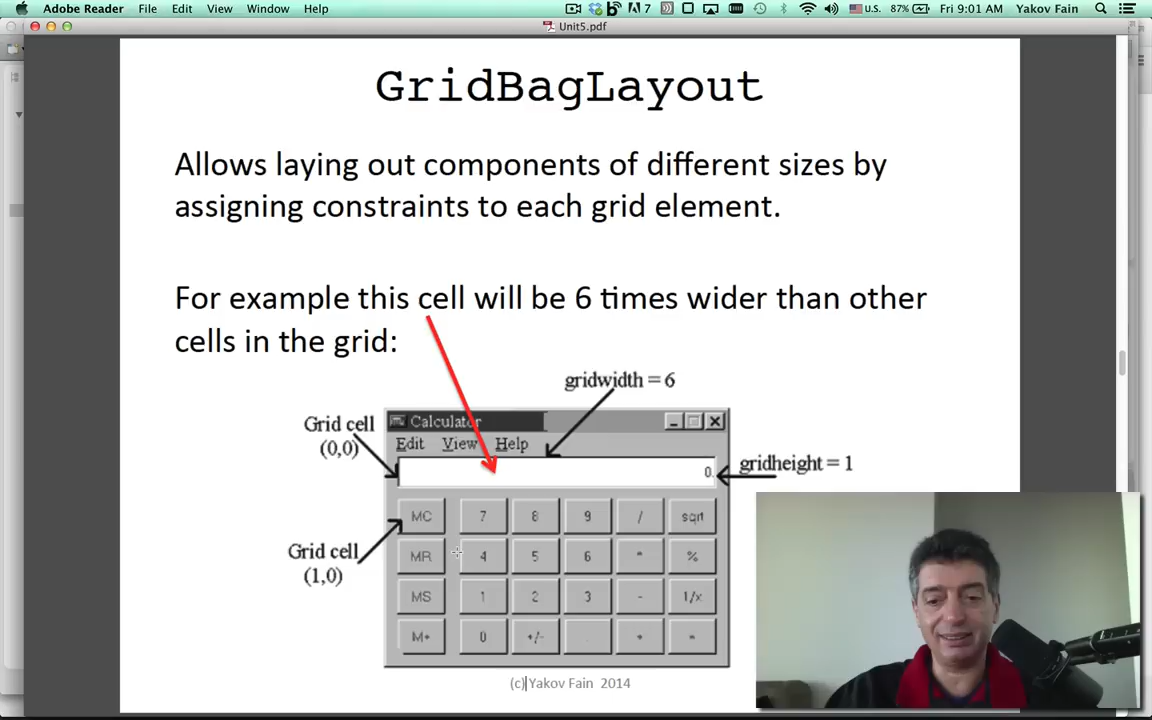 Adobe Reader File Edit View Window Help 7 U.S. 87% Fri 9:01 AM Yakov Fain
Unit5.pdf
GridBagLayout
Allows laying out components of different sizes by
assigning constraints to each grid element.
For example this cell will be 6 times wider than other
cells in the grid:
gridwidth = 6
Grid cell
(0,0)
Calculator
Edit View Help
0.
gridheight = 1
MC 7 8 9 / sqrt
Grid cell
(1,0)
MR 4 5 6 * %
MS 1 2 3 - 1/x
M+ 0 +/- . + =
(c) Yakov Fain 2014